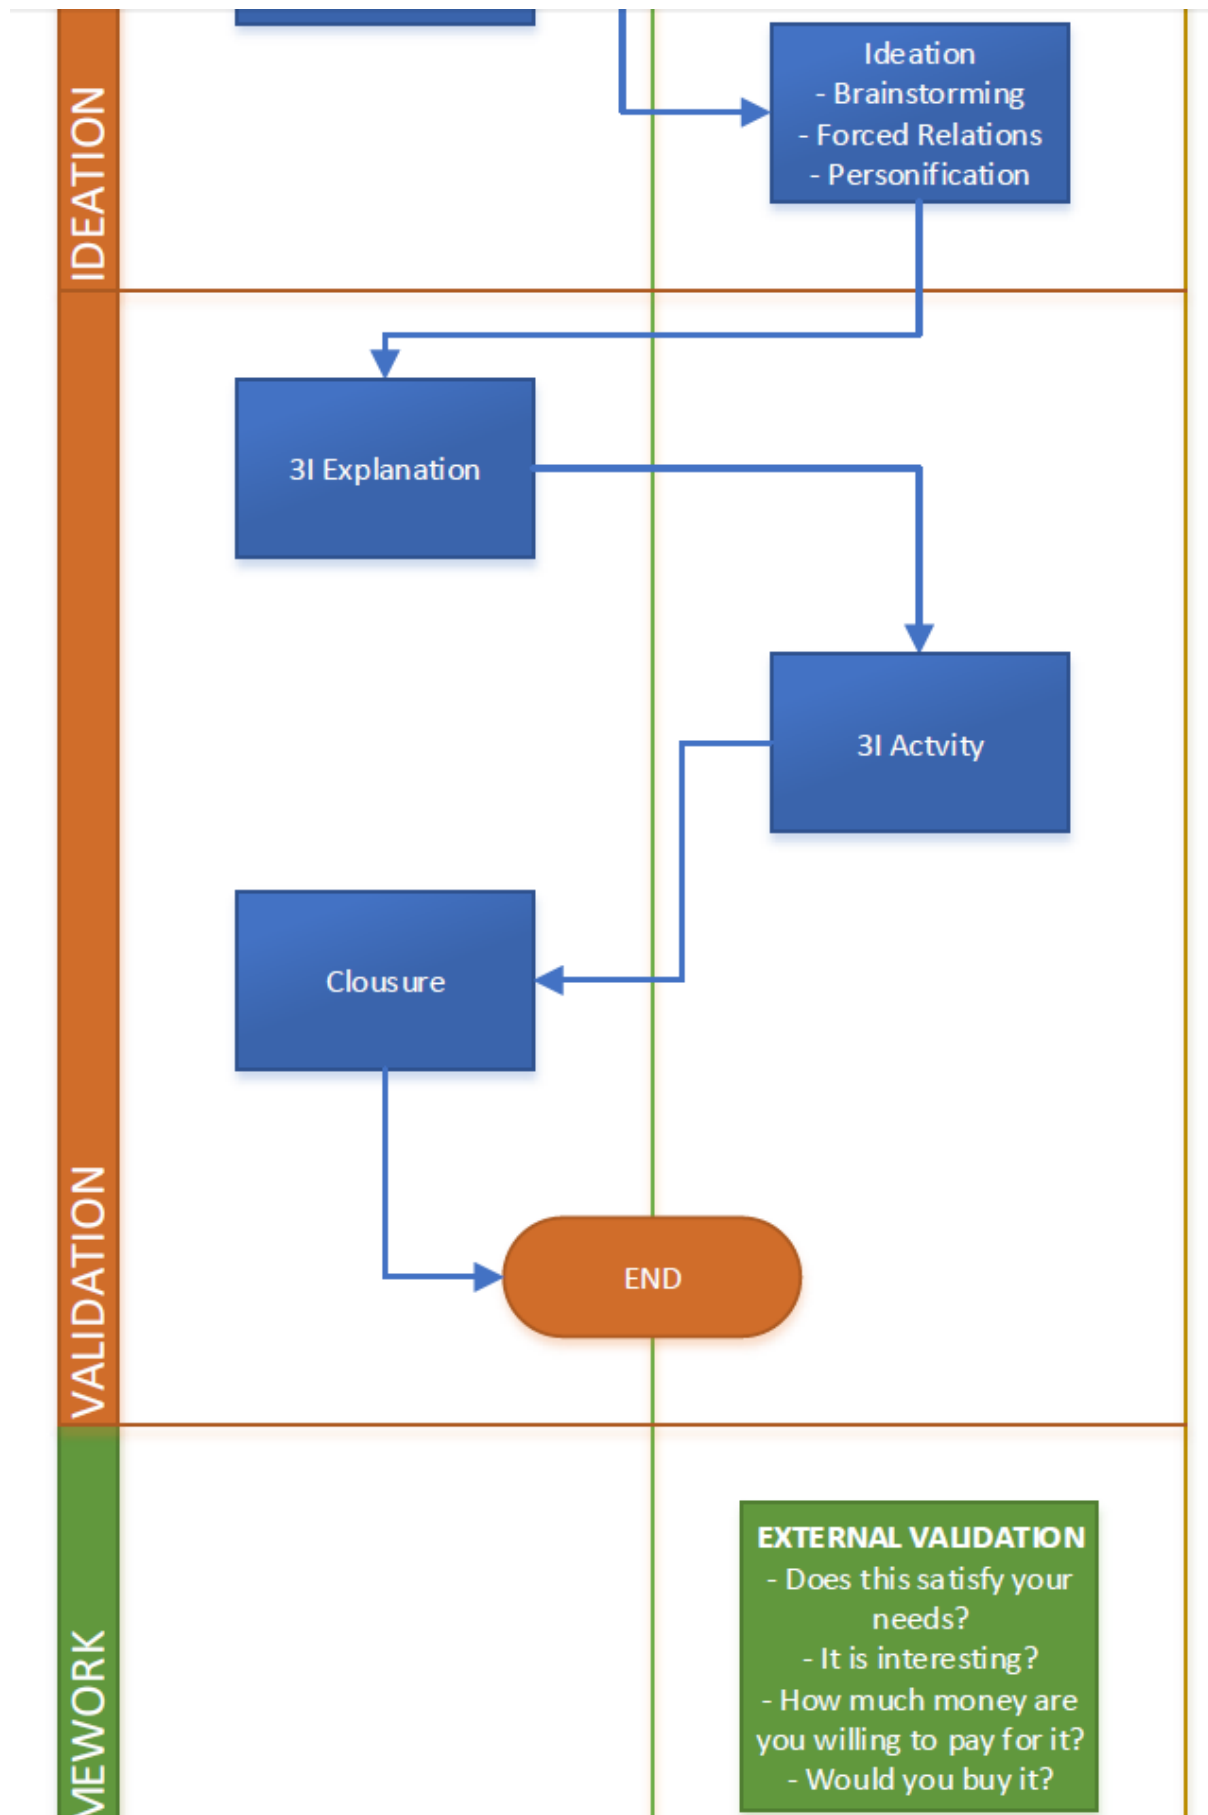 IDEATION
Ideation
- Brainstorming
- Forced Relations
- Personification
VALIDATION
3I Explanation
3I Actvity
Clousure
END
MEWORK
EXTERNAL VALIDATION
- Does this satisfy your
needs?
- It is interesting?
- How much money are
you willing to pay for it?
- Would you buy it?